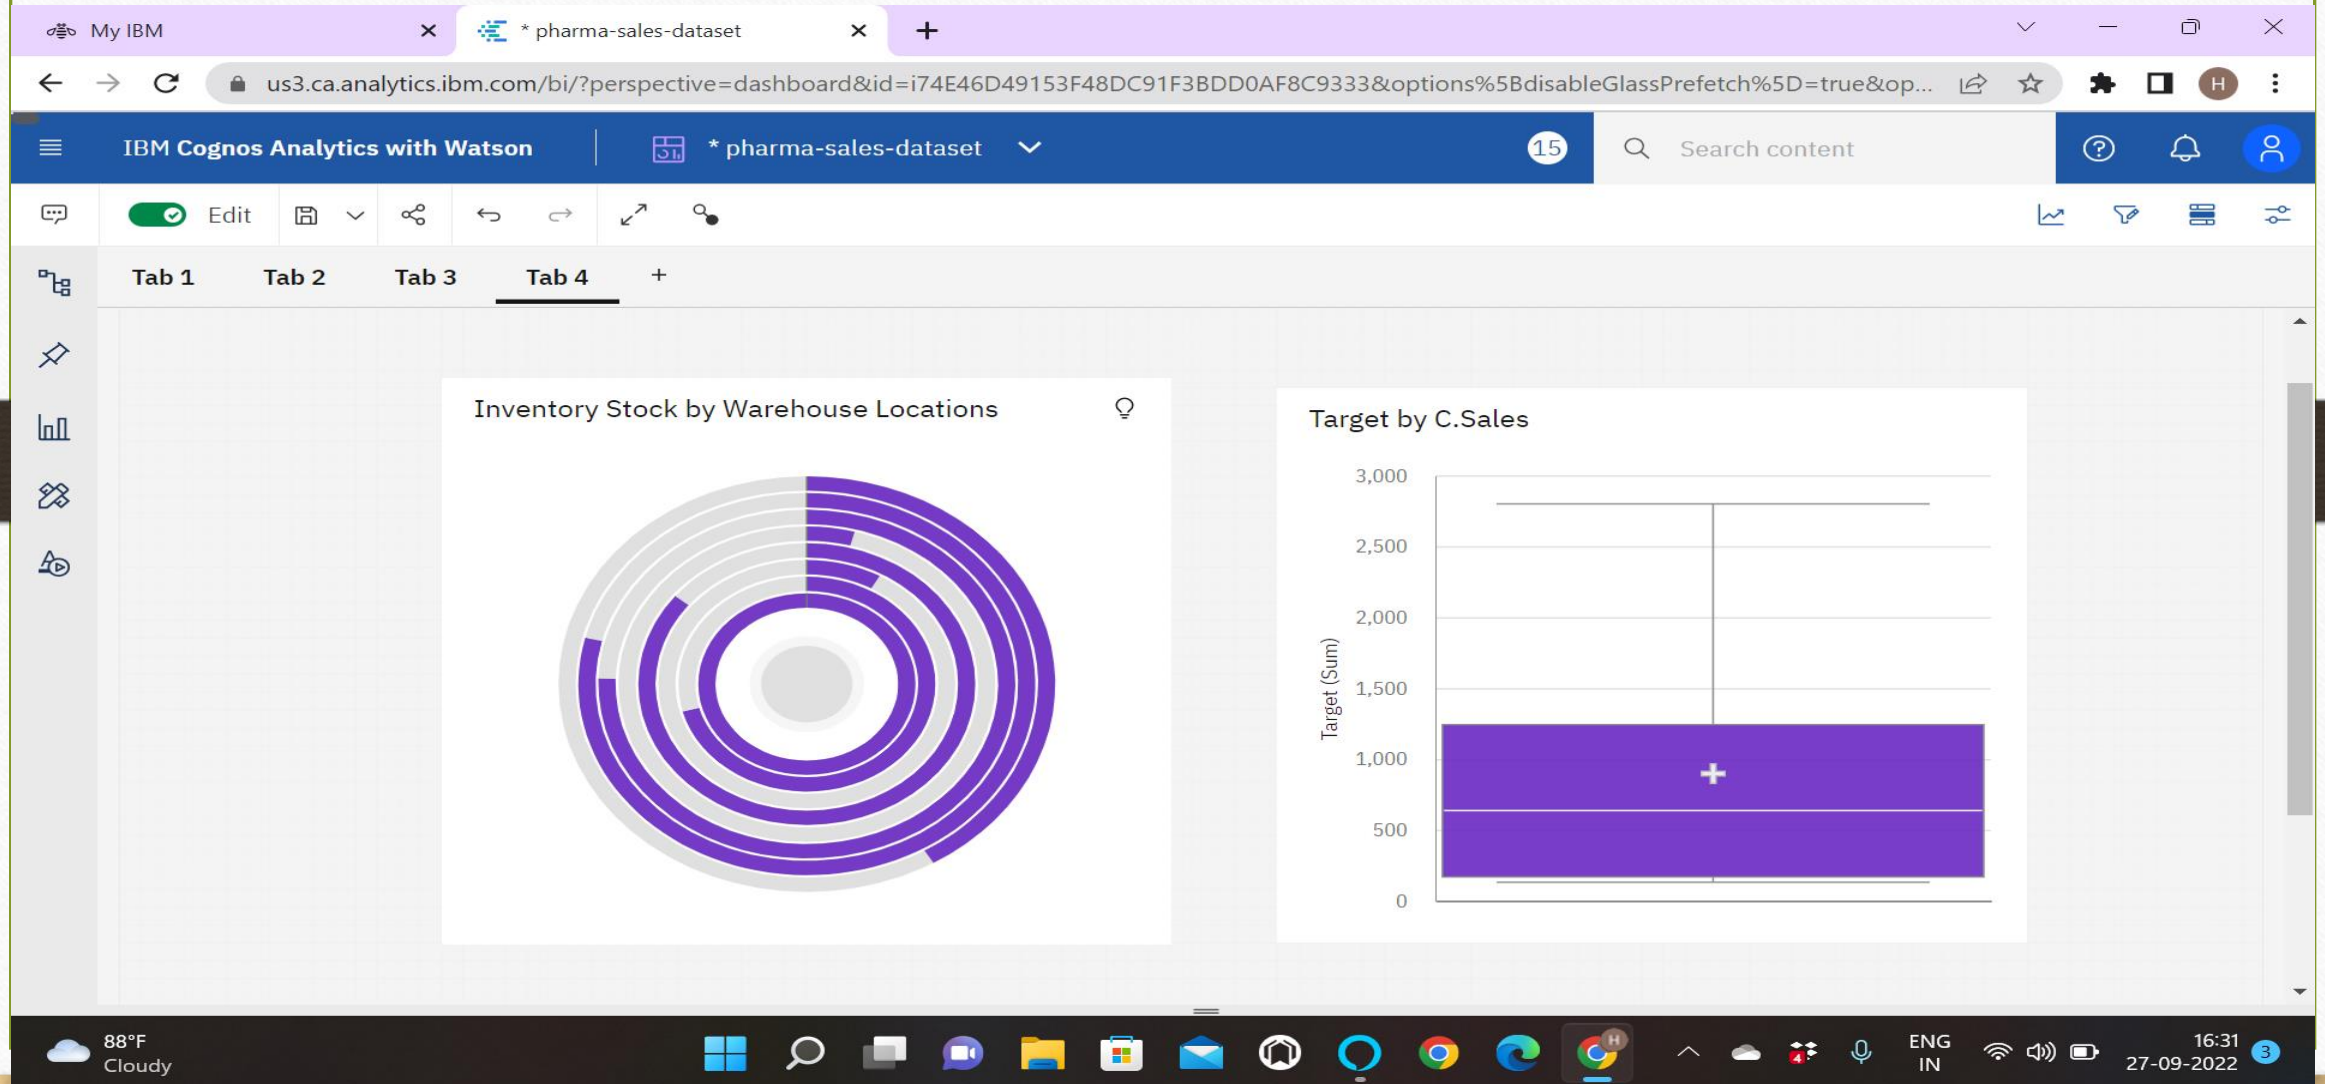 My IBM
* pharma-sales-dataset
us3.ca.analytics.ibm.com/bi/?perspective=dashboard&id=i74E46D49153F48DC91F3BDD0AF8C9333&options%5BdisableGlassPrefetch%5D=true&op...
H
IBM Cognos Analytics with Watson
* pharma-sales-dataset
15
Search content
Edit
Tab 1
Tab 2
Tab 3
Tab 4
Inventory Stock by Warehouse Locations
Target by C.Sales
Target (Sum)
3,000
2,500
2,000
1,500
1,000
500
0
88°F
Cloudy
H
4
ENG
IN
16:31
27-09-2022
3